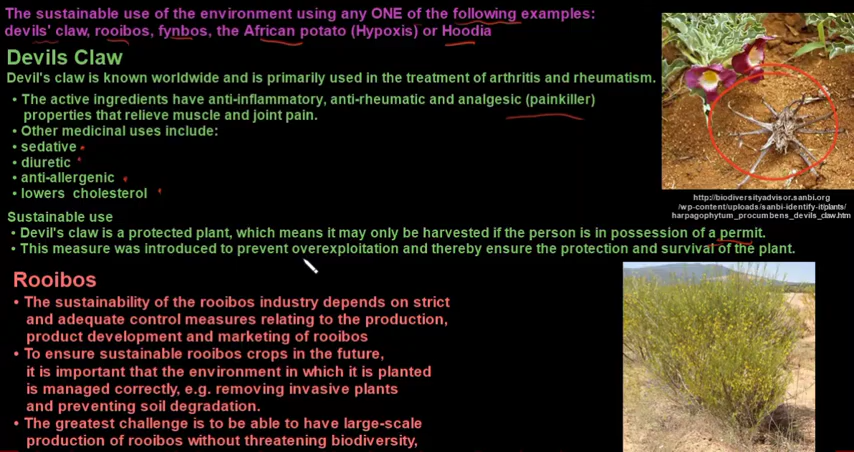 The sustainable use of the environment using any ONE of the following examples:
devils' claw, rooibos, fynbos, the African potato (Hypoxis) or Hoodia
Devils Claw
Devil's claw is known worldwide and is primarily used in the treatment of arthritis and rheumatism.
• The active ingredients have anti-inflammatory, anti-rheumatic and analgesic (painkiller)
properties that relieve muscle and joint pain.
• Other medicinal uses include:
• sedative
• diuretic
• anti-allergenic
• lowers cholesterol
http://biodiversityadvisor.sanbi.org
/wp-content/uploads/sanbi-identify-it/plants/
harpagophytum_procumbens_devils_claw.htm
Sustainable use
• Devil's claw is a protected plant, which means it may only be harvested if the person is in possession of a permit.
• This measure was introduced to prevent overexploitation and thereby ensure the protection and survival of the plant.
Rooibos
• The sustainability of the rooibos industry depends on strict
and adequate control measures relating to the production,
product development and marketing of rooibos
• To ensure sustainable rooibos crops in the future,
it is important that the environment in which it is planted
is managed correctly, e.g. removing invasive plants
and preventing soil degradation.
• The greatest challenge is to be able to have large-scale
production of rooibos without threatening biodiversity,